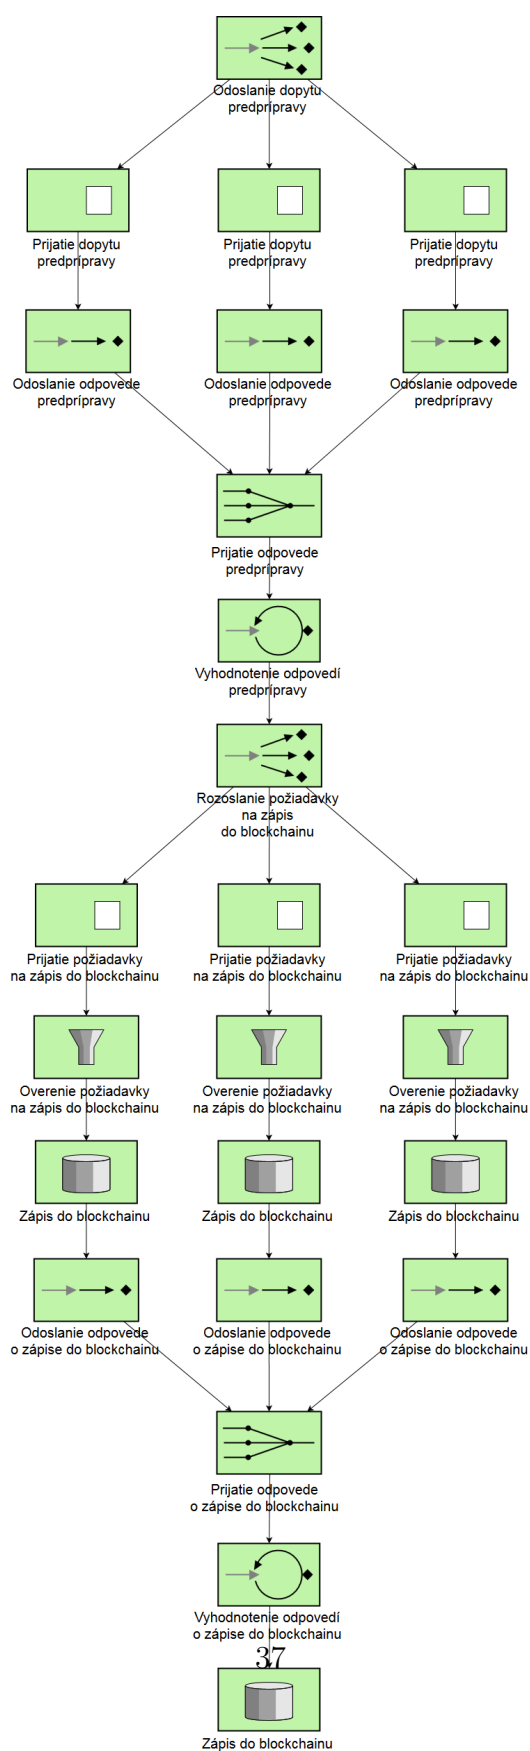 Odoslanie dopytu
predprípravy
Prijatie dopytu
predprípravy
Prijatie dopytu
predprípravy
Prijatie dopytu
predprípravy
Odoslanie odpovede
predprípravy
Odoslanie odpovede
predprípravy
Odoslanie odpovede
predprípravy
Prijatie odpovede
predprípravy
Vyhodnotenie odpovedí
predprípravy
Rozoslanie požiadavky
na zápis
do blockchainu
Prijatie požiadavky
na zápis do blockchainu
Prijatie požiadavky
na zápis do blockchainu
Prijatie požiadavky
na zápis do blockchainu
Overenie požiadavky
na zápis do blockchainu
Overenie požiadavky
na zápis do blockchainu
Overenie požiadavky
na zápis do blockchainu
Zápis do blockchainu
Zápis do blockchainu
Zápis do blockchainu
Odoslanie odpovede
o zápise do blockchainu
Odoslanie odpovede
o zápise do blockchainu
Odoslanie odpovede
o zápise do blockchainu
Prijatie odpovede
o zápise do blockchainu
Vyhodnotenie odpovedí
o zápise do blockchainu
37
Zápis do blockchainu